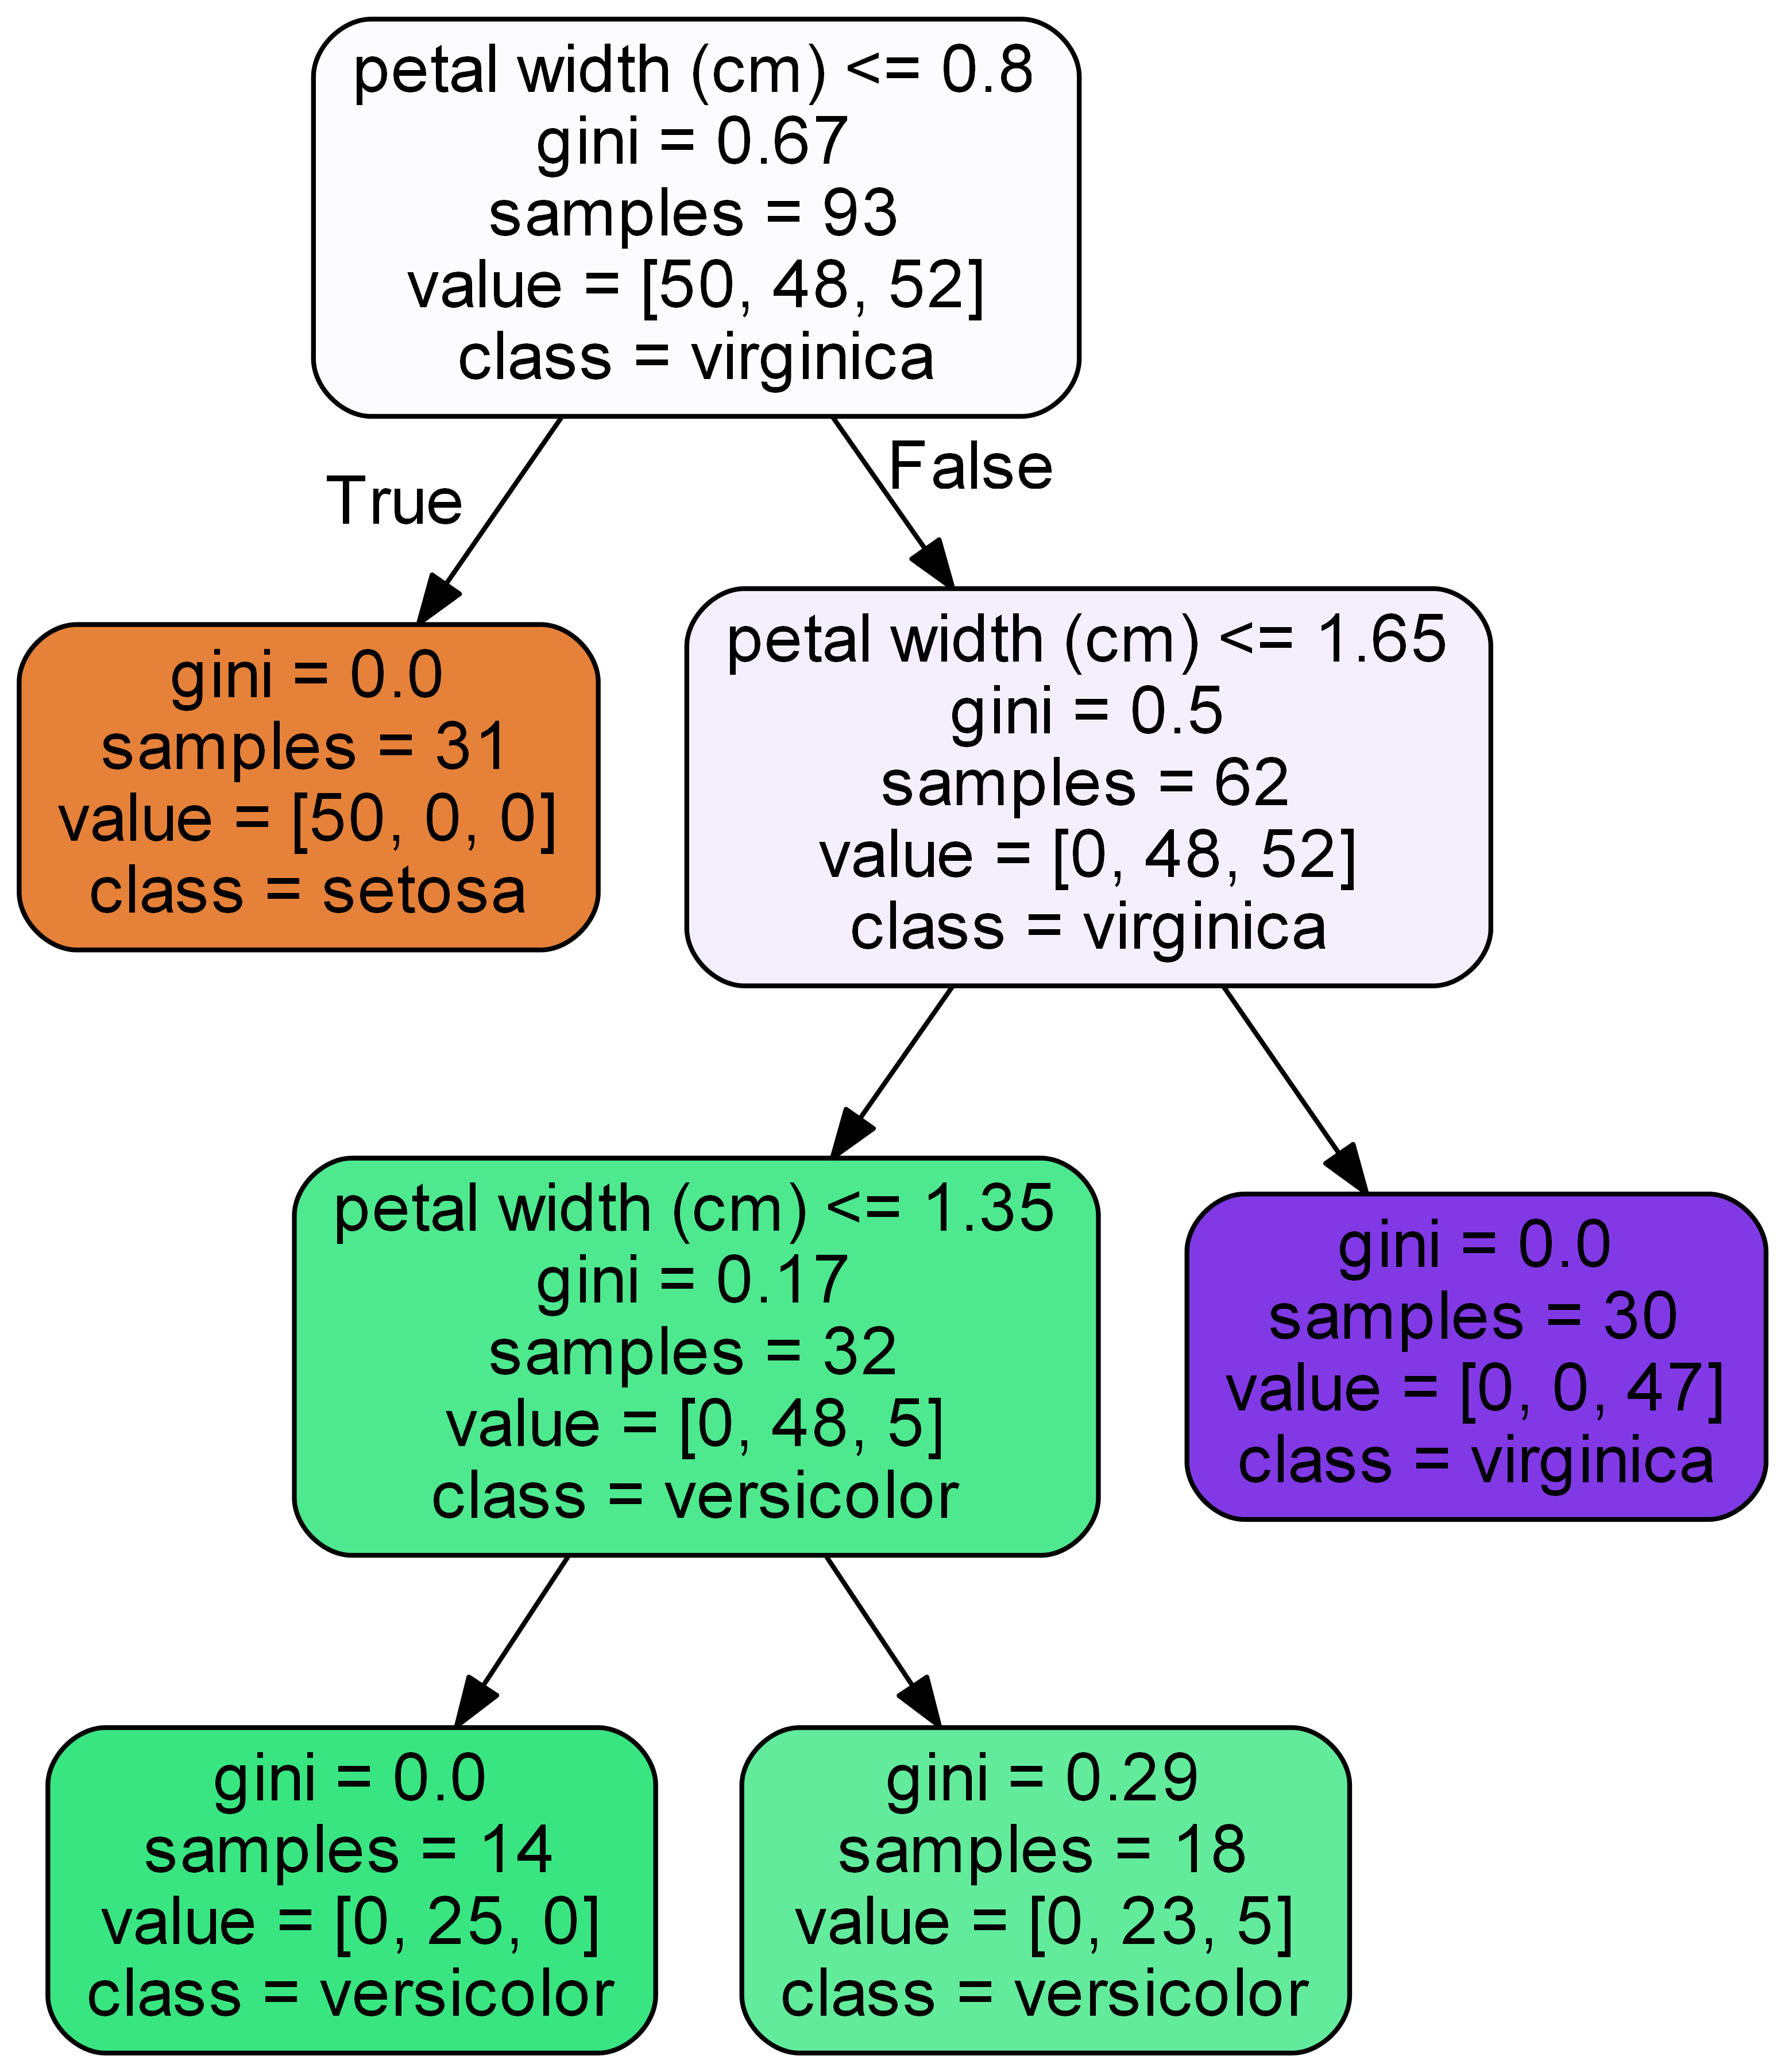 petal width (cm) <= 0.8
gini = 0.67
samples = 93
value = [50, 48, 52]
class = virginica
True
False
gini = 0.0
samples = 31
value = [50, 0, 0]
class = setosa
petal width (cm) <= 1.65
gini = 0.5
samples = 62
value = [0, 48, 52]
class = virginica
petal width (cm) <= 1.35
gini = 0.17
samples = 32
value = [0, 48, 5]
class = versicolor
gini = 0.0
samples = 30
value = [0, 0, 47]
class = virginica
gini = 0.0
samples = 14
value = [0, 25, 0]
class = versicolor
gini = 0.29
samples = 18
value = [0, 23, 5]
class = versicolor